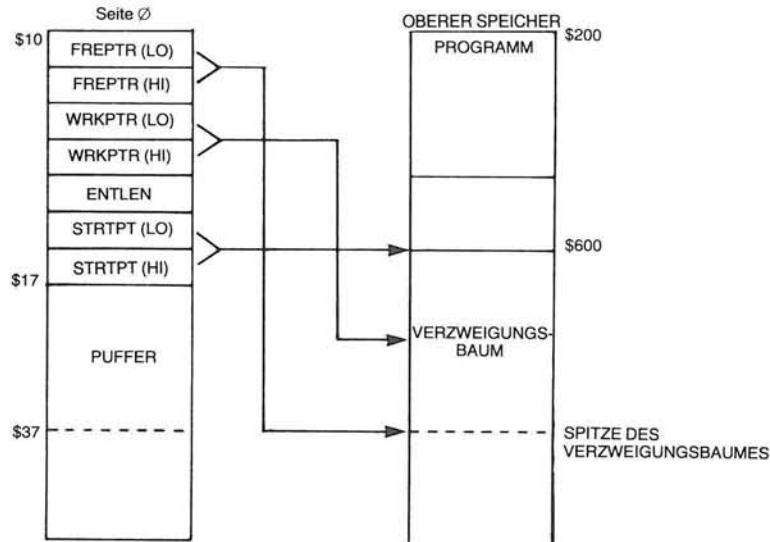 Seite Ø
$10
FREPTR (LO)
FREPTR (HI)
WRKPTR (LO)
WRKPTR (HI)
ENTLEN
STRTPT (LO)
STRTPT (HI)
$17
PUFFER
$37
OBERER SPEICHER
$200
PROGRAMM
$600
VERZWEIGUNGS-
BAUM
SPITZE DES
VERZWEIGUNGSBAUMES